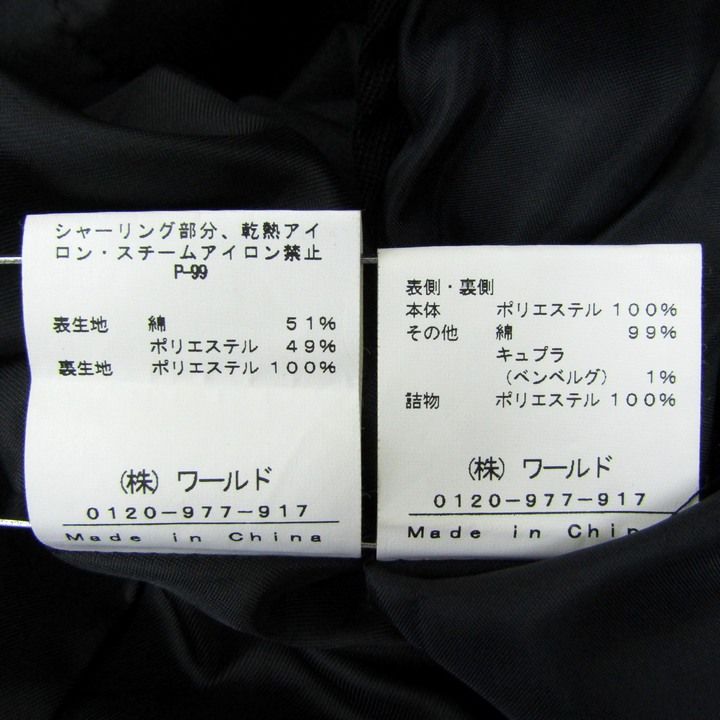 シャーリング部分、乾熱アイ
ロン・スチームアイロン禁止
P-99
表生地 綿 51%
ポリエステル 49%
裏生地 ポリエステル 100%
(株) ワールド
0120-977-917
Made in China
表側・裏側
本体 ポリエステル 100%
その他 綿 99%
キュプラ
(ベンベルグ) 1%
詰物 ポリエステル 100%
(株) ワールド
0120-977-917
Made in Chin